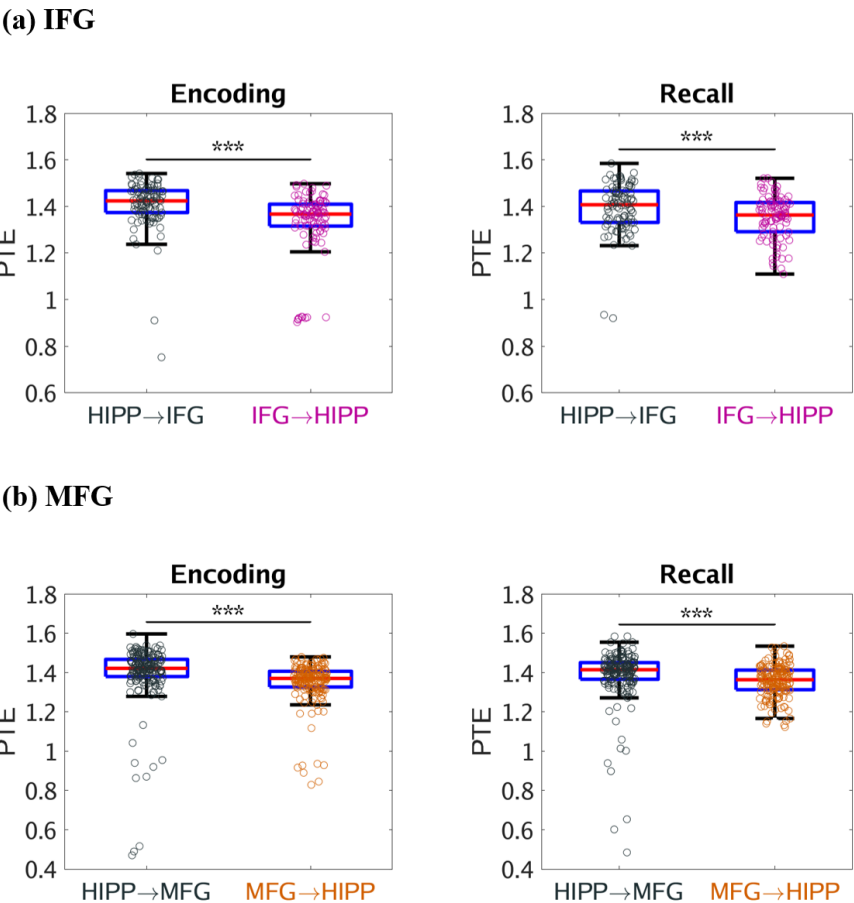 (a) IFG
Encoding
Recall
1.8
1.6
1.4
1.2
1
0.8
0.6
PTE
***
HIPP→IFG
IFG→HIPP
1.8
1.6
1.4
1.2
1
0.8
0.6
PTE
***
HIPP→IFG
IFG→HIPP
(b) MFG
Encoding
Recall
1.8
1.6
1.4
1.2
1
0.8
0.6
0.4
PTE
***
HIPP→MFG
MFG→HIPP
1.8
1.6
1.4
1.2
1
0.8
0.6
0.4
PTE
***
HIPP→MFG
MFG→HIPP